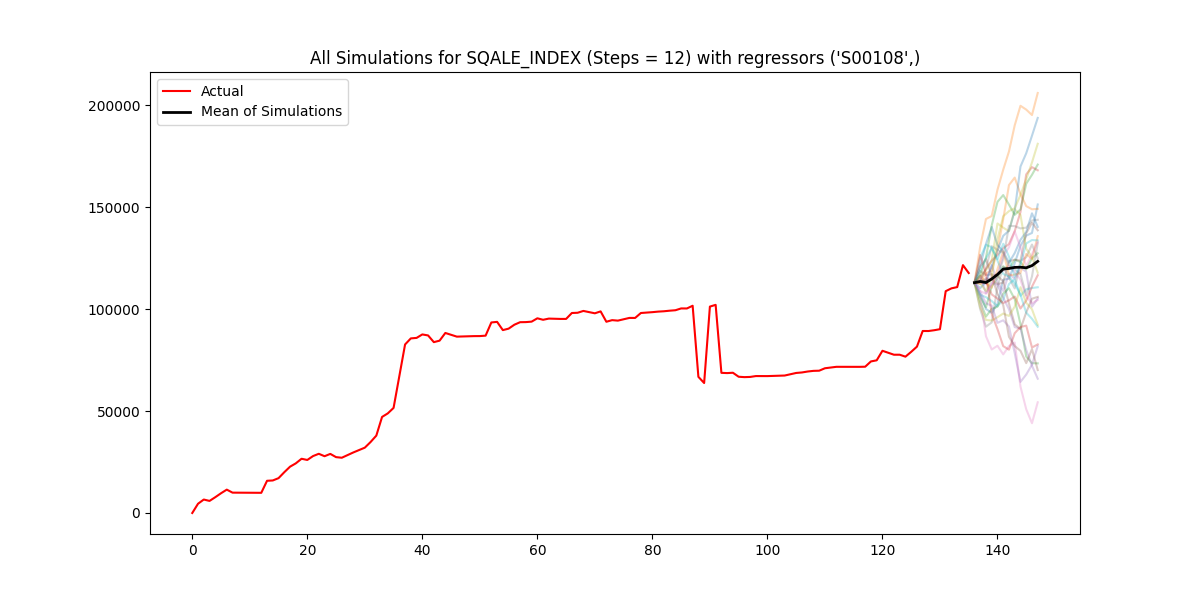 All Simulations for SQALE_INDEX (Steps = 12) with regressors ('S00108',)
Actual
Mean of Simulations
200000
150000
100000
50000
0
0 20 40 60 80 100 120 140